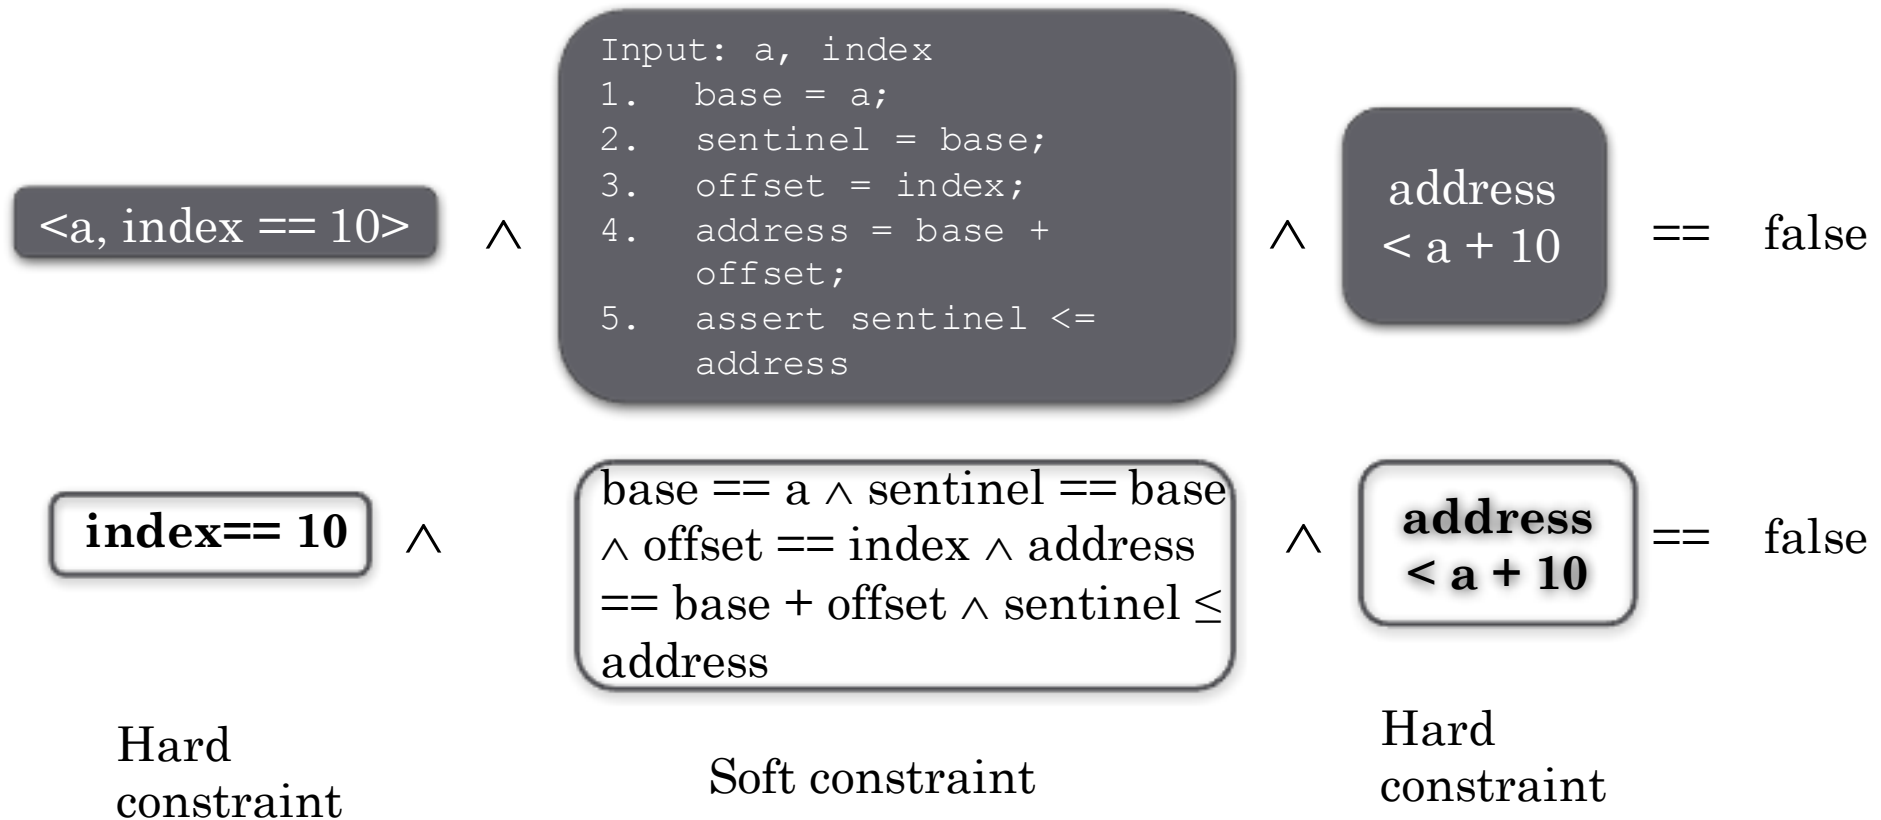 Input: a, index
1. base = a;
2. sentinel = base;
3. offset = index;
4. address = base +
offset;
5. assert sentinel <=
address
<a, index == 10>
∧
∧
address
< a + 10
== false
index== 10
∧
base == a ∧ sentinel == base
∧ offset == index ∧ address
== base + offset ∧ sentinel ≤
address
∧
address
< a + 10
== false
Hard
constraint
Soft constraint
Hard
constraint